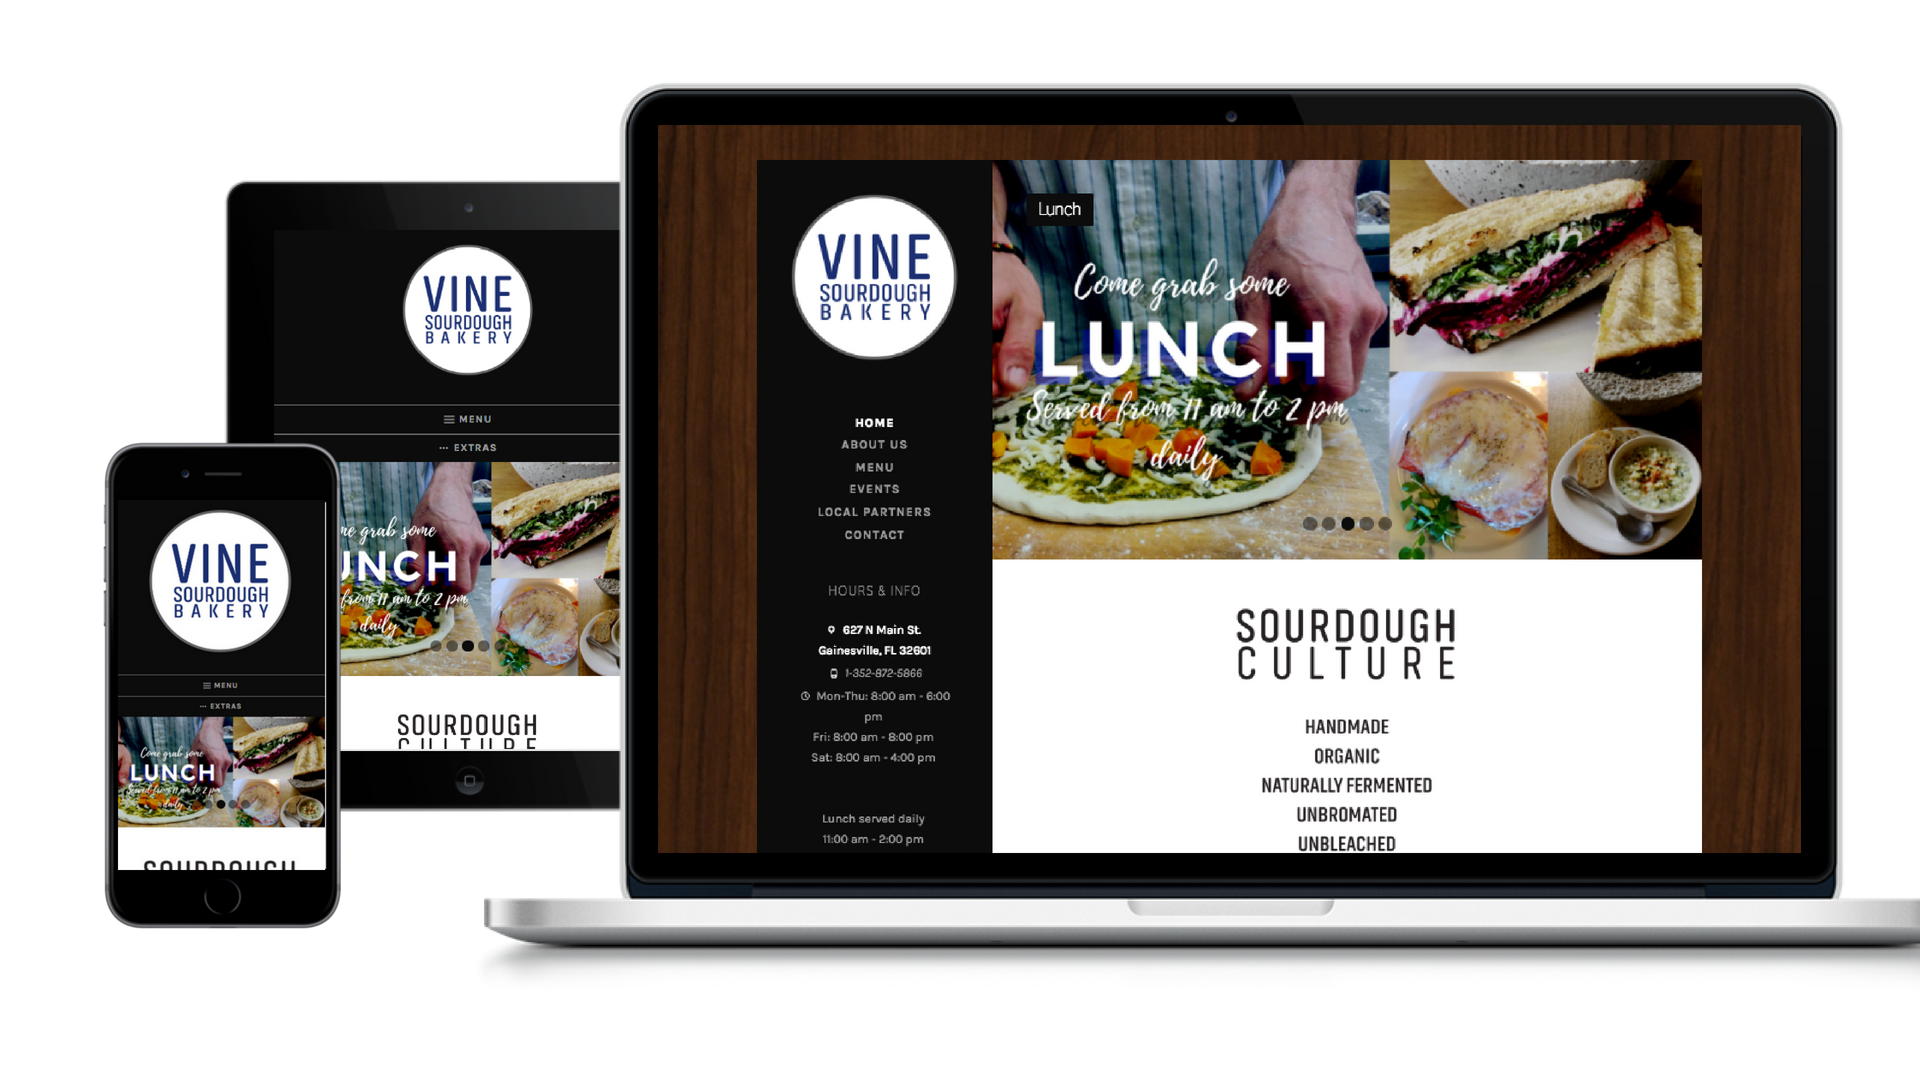 VINE
SOURDOUGH
BAKERY
MENU
EXTRAS
me grab some
UNCH
from 11 am to 2 pm
daily
SOURDOUGH
CULTURE
VINE
SOURDOUGH
BAKERY
MENU
EXTRAS
Come grab some
LUNCH
Served from 11 am to 2 pm
daily
SOURDOUGH
VINE
SOURDOUGH
BAKERY
HOME
ABOUT US
MENU
EVENTS
LOCAL PARTNERS
CONTACT
HOURS & INFO
627 N Main St.
Gainesville, FL 32601
1-352-872-5866
Mon-Thu: 8:00 am - 6:00
pm
Fri: 8:00 am - 8:00 pm
Sat: 8:00 am - 4:00 pm
Lunch served daily
11:00 am - 2:00 pm
Lunch
Come grab some
LUNCH
Served from 11 am to 2 pm
daily
SOURDOUGH
CULTURE
HANDMADE
ORGANIC
NATURALLY FERMENTED
UNBROMATED
UNBLEACHED